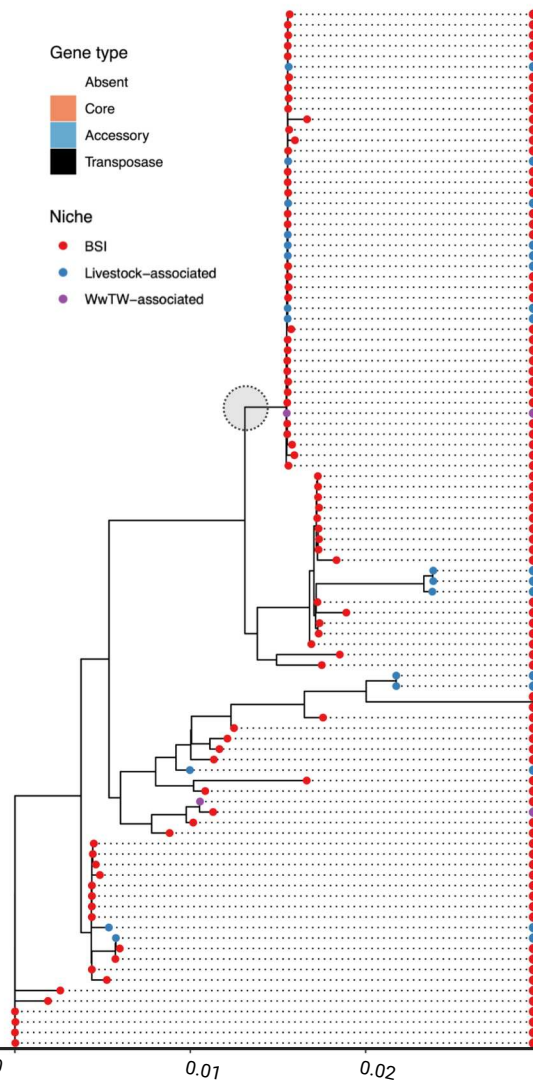 Gene type
Absent
Core
Accessory
Transposase
Niche
BSI
Livestock−associated
WwTW−associated
0 0.01 0.02